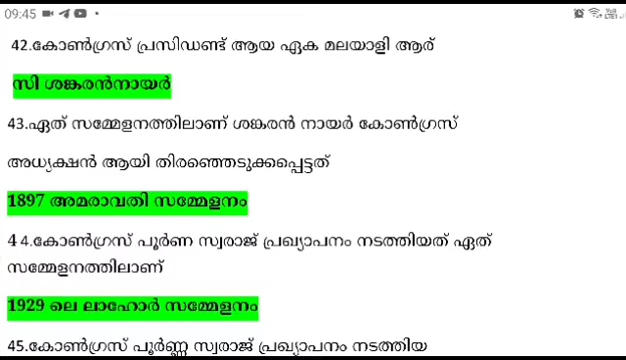 09:45
42.കോൺഗ്രസ് പ്രസിഡണ്ട് ആയ ഏക മലയാളി ആര്
സി ശങ്കരൻനായർ
43.ഏത് സമ്മേളനത്തിലാണ് ശങ്കരൻ നായർ കോൺഗ്രസ്
അധ്യക്ഷൻ ആയി തിരഞ്ഞെടുക്കപ്പെട്ടത്
1897 അമരാവതി സമ്മേളനം
4 4.കോൺഗ്രസ് പൂർണ സ്വരാജ് പ്രഖ്യാപനം നടത്തിയത് ഏത്
സമ്മേളനത്തിലാണ്
1929 ലെ ലാഹോർ സമ്മേളനം
45.കോൺഗ്രസ് പൂർണ്ണ സ്വരാജ് പ്രഖ്യാപനം നടത്തിയ